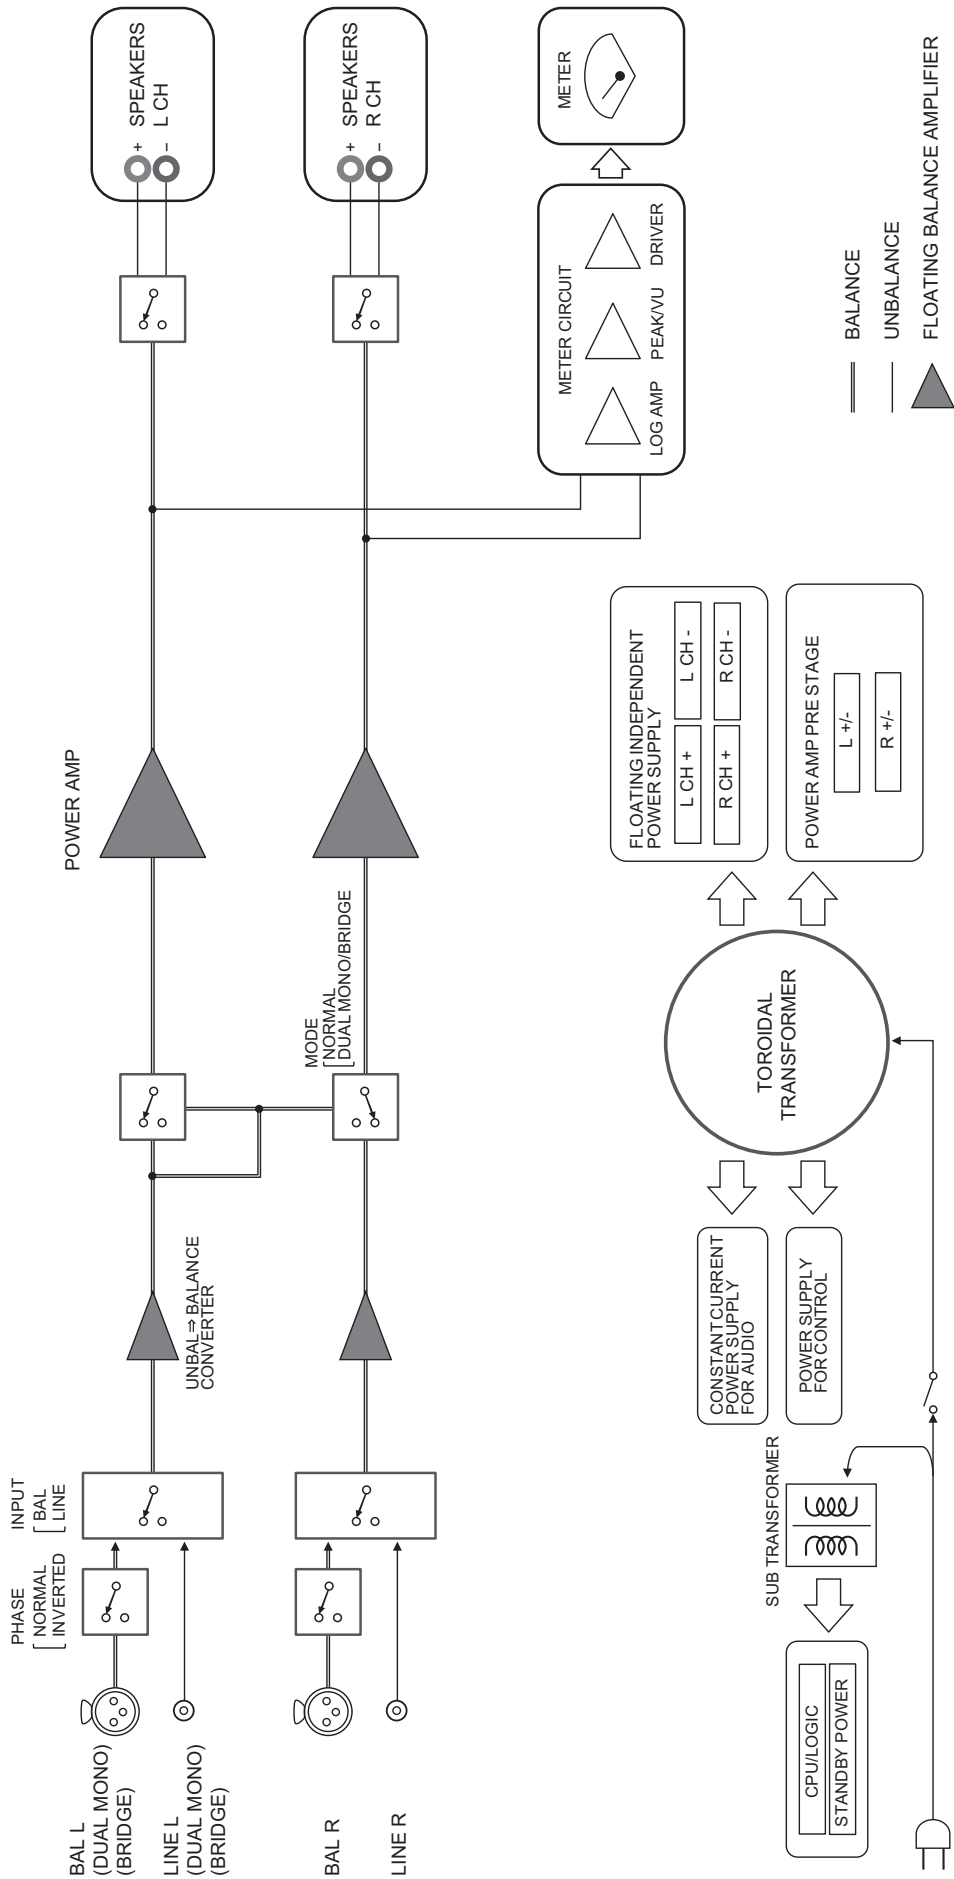 BAL L
(DUAL MONO)
(BRIDGE)
LINE L
(DUAL MONO)
(BRIDGE)
PHASE
NORMAL
INVERTED
INPUT
BAL
LINE
UNBAL⇒BALANCE
CONVERTER
POWER AMP
+
SPEAKERS
L CH
−
BAL R
LINE R
MODE
NORMAL
DUAL MONO/BRIDGE
+
SPEAKERS
R CH
−
METER CIRCUIT
LOG AMP
PEAK/VU
DRIVER
METER
CPU/LOGIC
STANDBY POWER
SUB TRANSFORMER
CONSTANT CURRENT
POWER SUPPLY
FOR AUDIO
POWER SUPPLY
FOR CONTROL
TOROIDAL
TRANSFORMER
FLOATING INDEPENDENT
POWER SUPPLY
L CH +
L CH -
R CH +
R CH -
POWER AMP PRE STAGE
L +/-
R +/-
BALANCE
UNBALANCE
FLOATING BALANCE AMPLIFIER